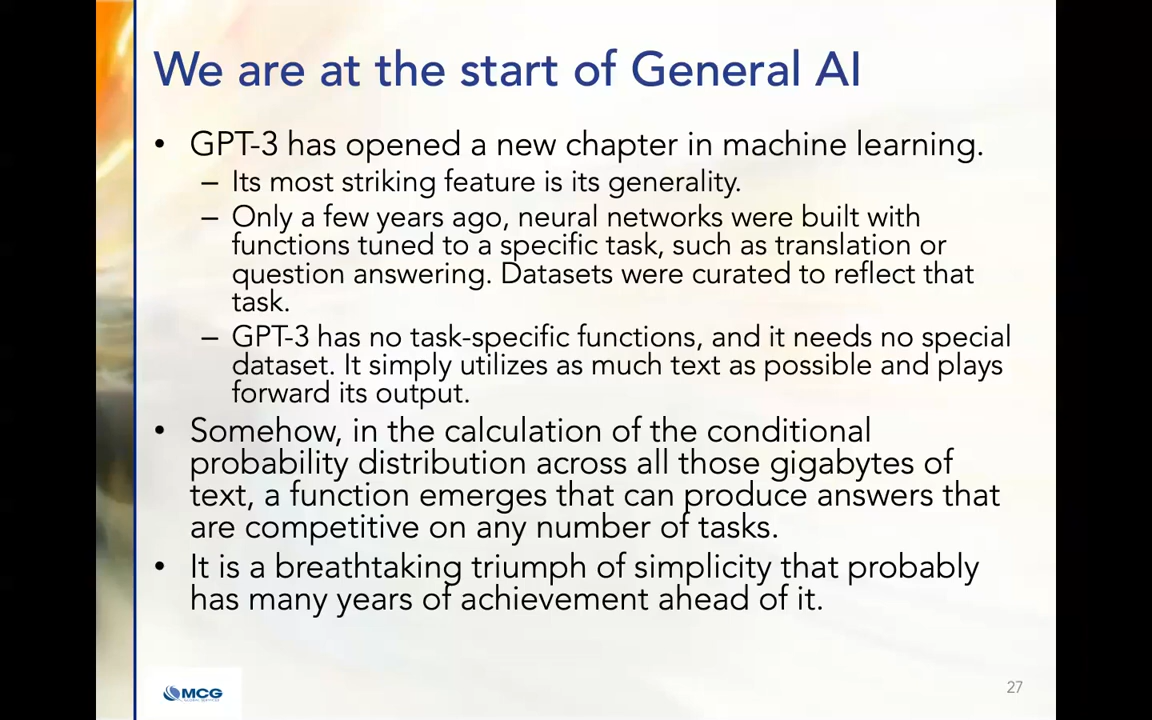 We are at the start of General AI
• GPT-3 has opened a new chapter in machine learning.
– Its most striking feature is its generality.
– Only a few years ago, neural networks were built with
functions tuned to a specific task, such as translation or
question answering. Datasets were curated to reflect that
task.
– GPT-3 has no task-specific functions, and it needs no special
dataset. It simply utilizes as much text as possible and plays
forward its output.
• Somehow, in the calculation of the conditional
probability distribution across all those gigabytes of
text, a function emerges that can produce answers that
are competitive on any number of tasks.
• It is a breathtaking triumph of simplicity that probably
has many years of achievement ahead of it.
MCG
27